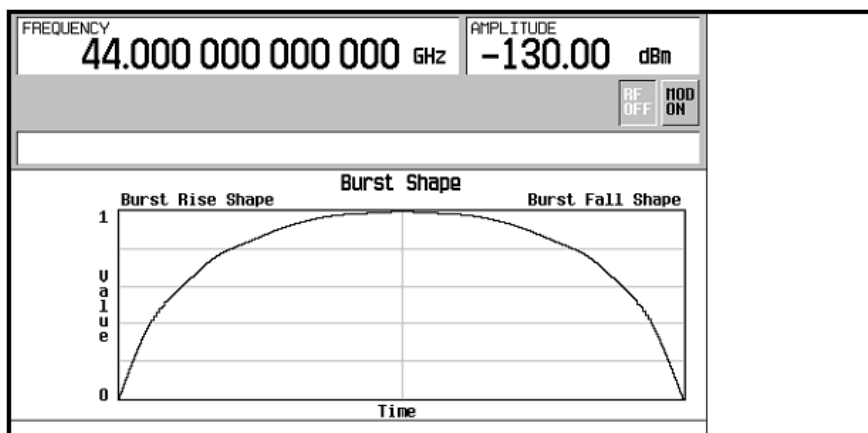 FREQUENCY
44.000 000 000 000 GHz
AMPLITUDE
-130.00 dBm
RF OFF
MOD ON
Burst Shape
Burst Rise Shape
Burst Fall Shape
1
Value
0
Time